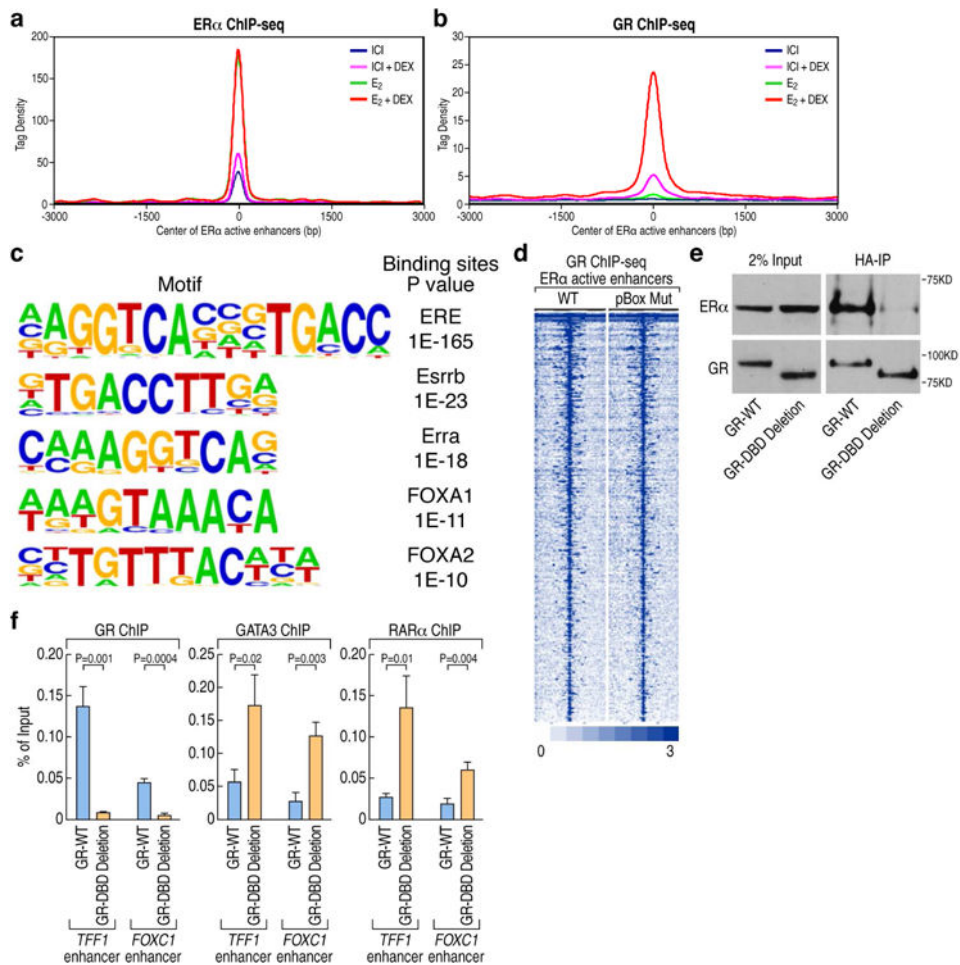 a
ERα ChIP-seq
200
150
100
50
0
Tag Density
ICI
ICI + DEX
E2
E2 + DEX
-3000
-1500
0
1500
3000
Center of ERα active enhancers (bp)
b
GR ChIP-seq
30
25
20
15
10
5
0
Tag Density
ICI
ICI + DEX
E2
E2 + DEX
-3000
-1500
0
1500
3000
Center of ERα active enhancers (bp)
c
Motif
Binding sites
P value
ERE
1E-165
Esrrb
1E-23
Erra
1E-18
FOXA1
1E-11
FOXA2
1E-10
d
GR ChIP-seq
ERα active enhancers
WT
pBox Mut
0
3
e
2% Input
HA-IP
ERα
-75KD
GR
-100KD
-75KD
GR-WT
GR-DBD Deletion
GR-WT
GR-DBD Deletion
f
% of Input
GR ChIP
0.20
0.15
0.10
0.05
0
P=0.001
P=0.0004
GR-WT
GR-DBD Deletion
GR-WT
GR-DBD Deletion
TFF1
enhancer
FOXC1
enhancer
GATA3 ChIP
0.25
0.20
0.15
0.10
0.05
0
P=0.02
P=0.003
GR-WT
GR-DBD Deletion
GR-WT
GR-DBD Deletion
TFF1
enhancer
FOXC1
enhancer
RARα ChIP
0.20
0.15
0.10
0.05
0
P=0.01
P=0.004
GR-WT
GR-DBD Deletion
GR-WT
GR-DBD Deletion
TFF1
enhancer
FOXC1
enhancer